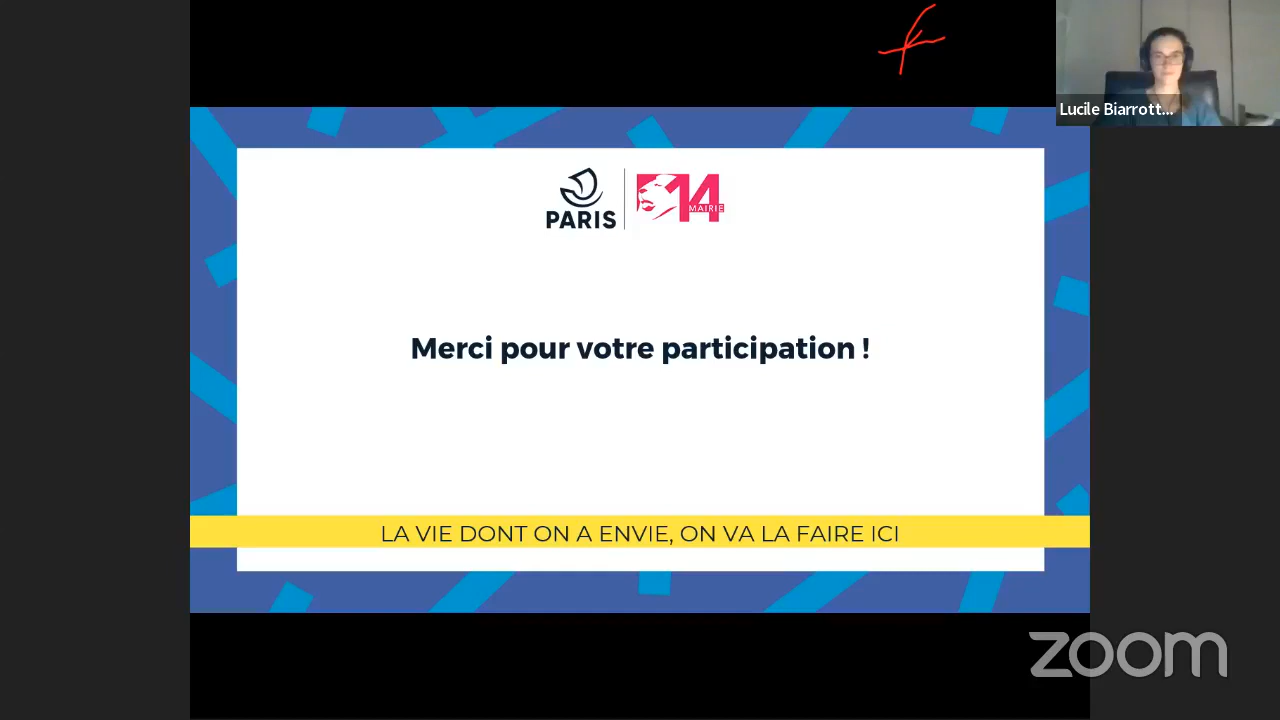 Lucile Biarrott...
PARIS
14
MAIRIE
Merci pour votre participation !
LA VIE DONT ON A ENVIE, ON VA LA FAIRE ICI
zoom